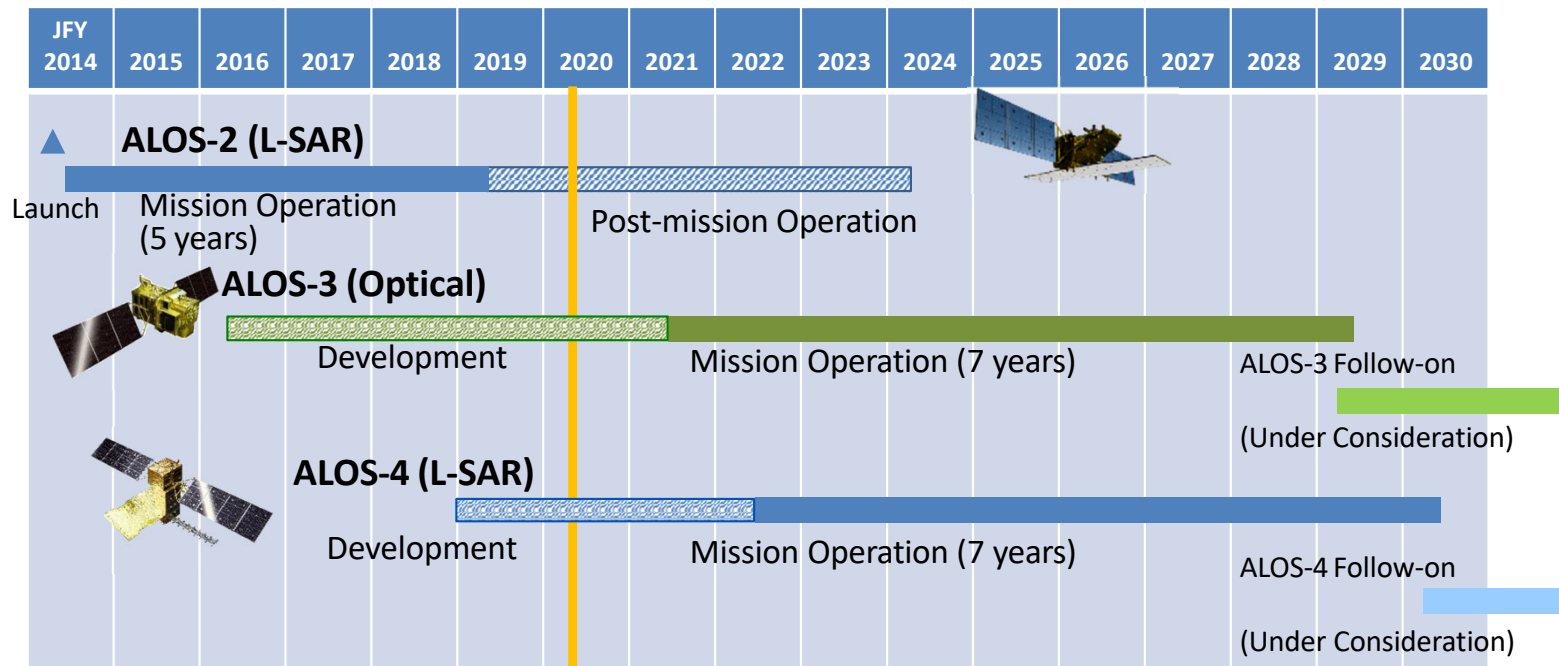 JFY
2014 2015 2016 2017 2018 2019 2020 2021 2022 2023 2024 2025 2026 2027 2028 2029 2030
ALOS-2 (L-SAR)
Launch
Mission Operation
(5 years)
Post-mission Operation
ALOS-3 (Optical)
Development
Mission Operation (7 years)
ALOS-3 Follow-on
(Under Consideration)
ALOS-4 (L-SAR)
Development
Mission Operation (7 years)
ALOS-4 Follow-on
(Under Consideration)